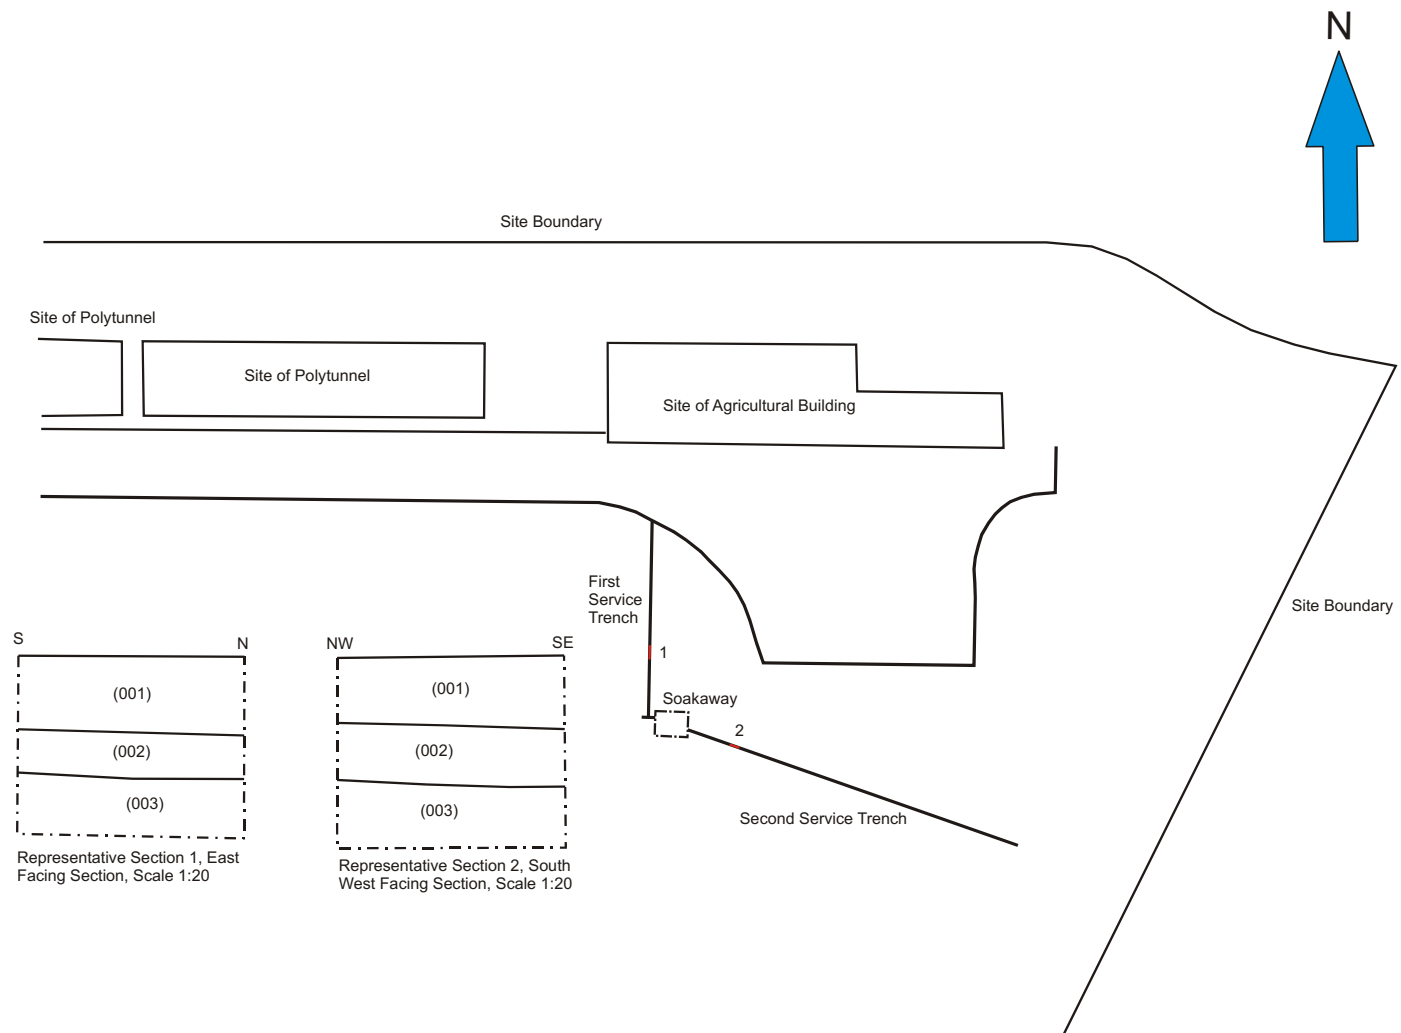 N
Site Boundary
Site of Polytunnel
Site of Polytunnel
Site of Agricultural Building
First
Service
Trench
Site Boundary
1
Soakaway
2
Second Service Trench
S
N
(001)
(002)
(003)
Representative Section 1, East
Facing Section, Scale 1:20
NW
SE
(001)
(002)
(003)
Representative Section 2, South
West Facing Section, Scale 1:20